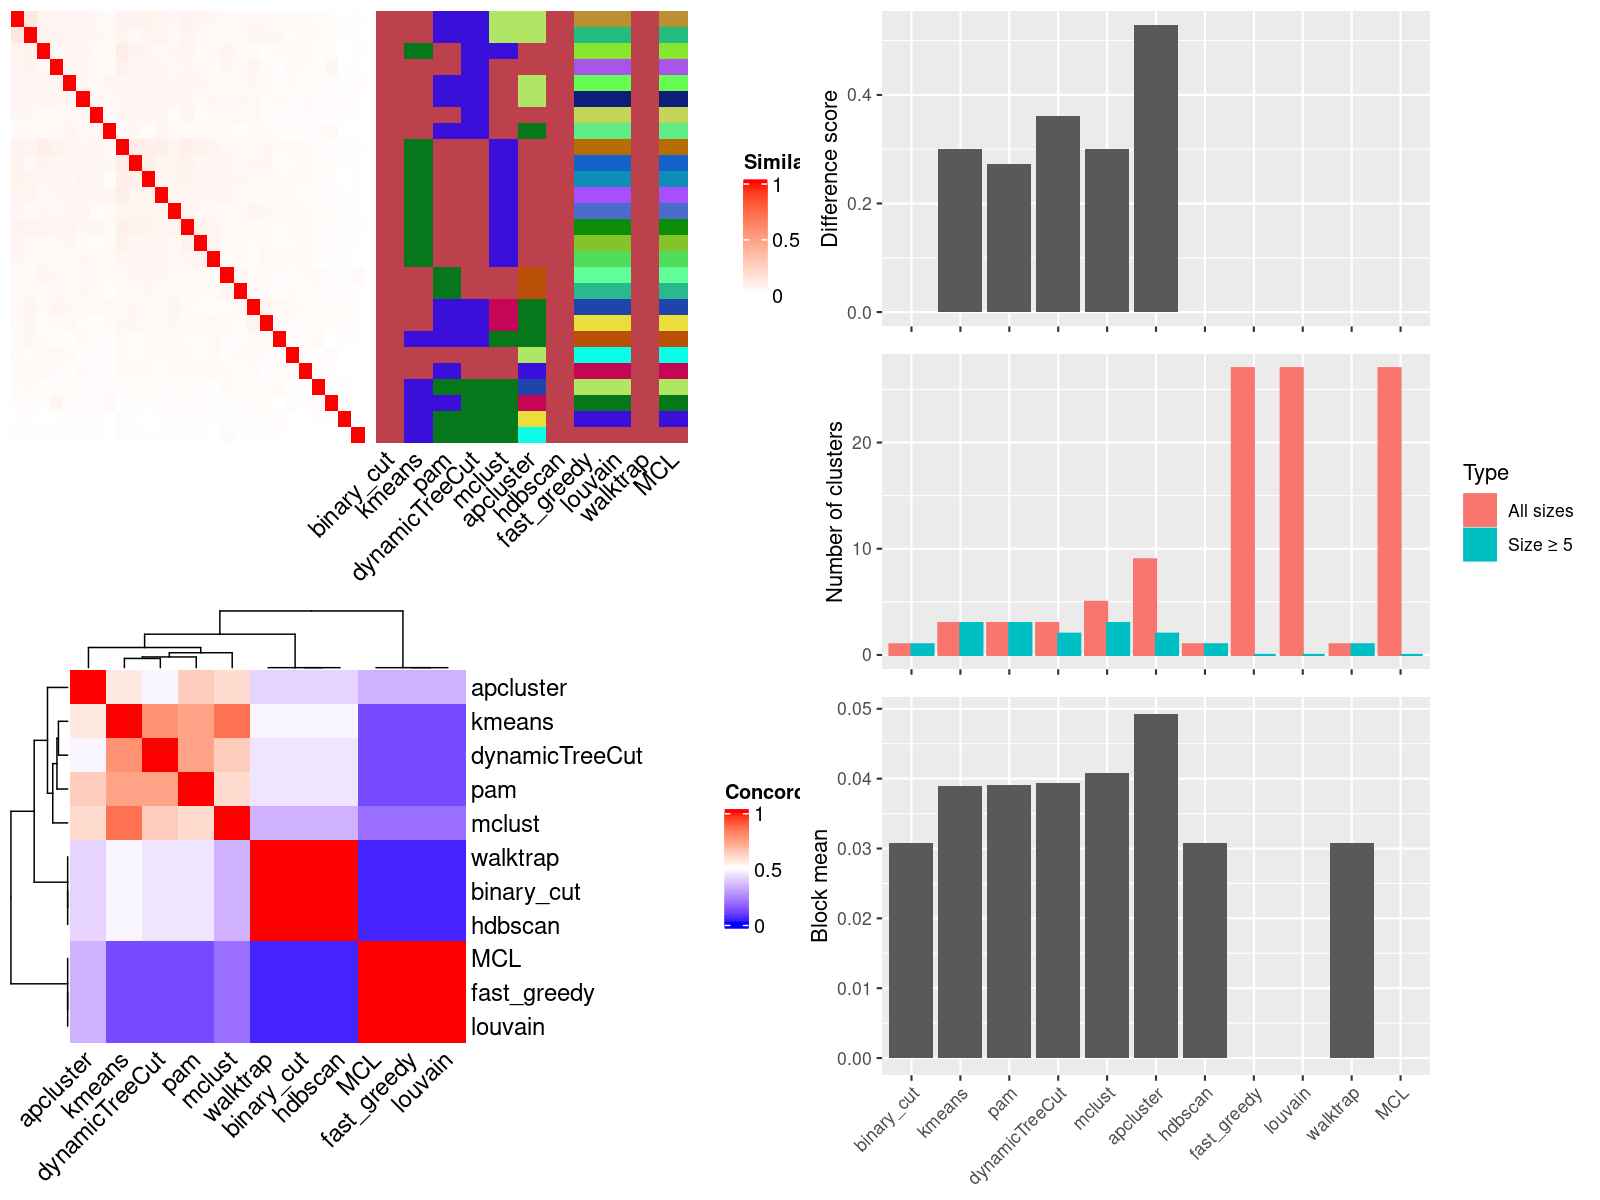 Simila
1
0.5
0
binary_cut
kmeans
pam
dynamicTreeCut
mclust
apcluster
hdbscan
fast_greedy
louvain
walktrap
MCL
apcluster
kmeans
dynamicTreeCut
pam
mclust
walktrap
binary_cut
hdbscan
MCL
fast_greedy
louvain
apcluster
kmeans
dynamicTreeCut
pam
mclust
walktrap
binary_cut
hdbscan
MCL
fast_greedy
louvain
Concord
1
0.5
0
Difference score
0.4
0.2
0.0
Number of clusters
20
10
0
Type
All sizes
Size ≥ 5
Block mean
0.05
0.04
0.03
0.02
0.01
0.00
binary_cut
kmeans
pam
dynamicTreeCut
mclust
apcluster
hdbscan
fast_greedy
louvain
walktrap
MCL